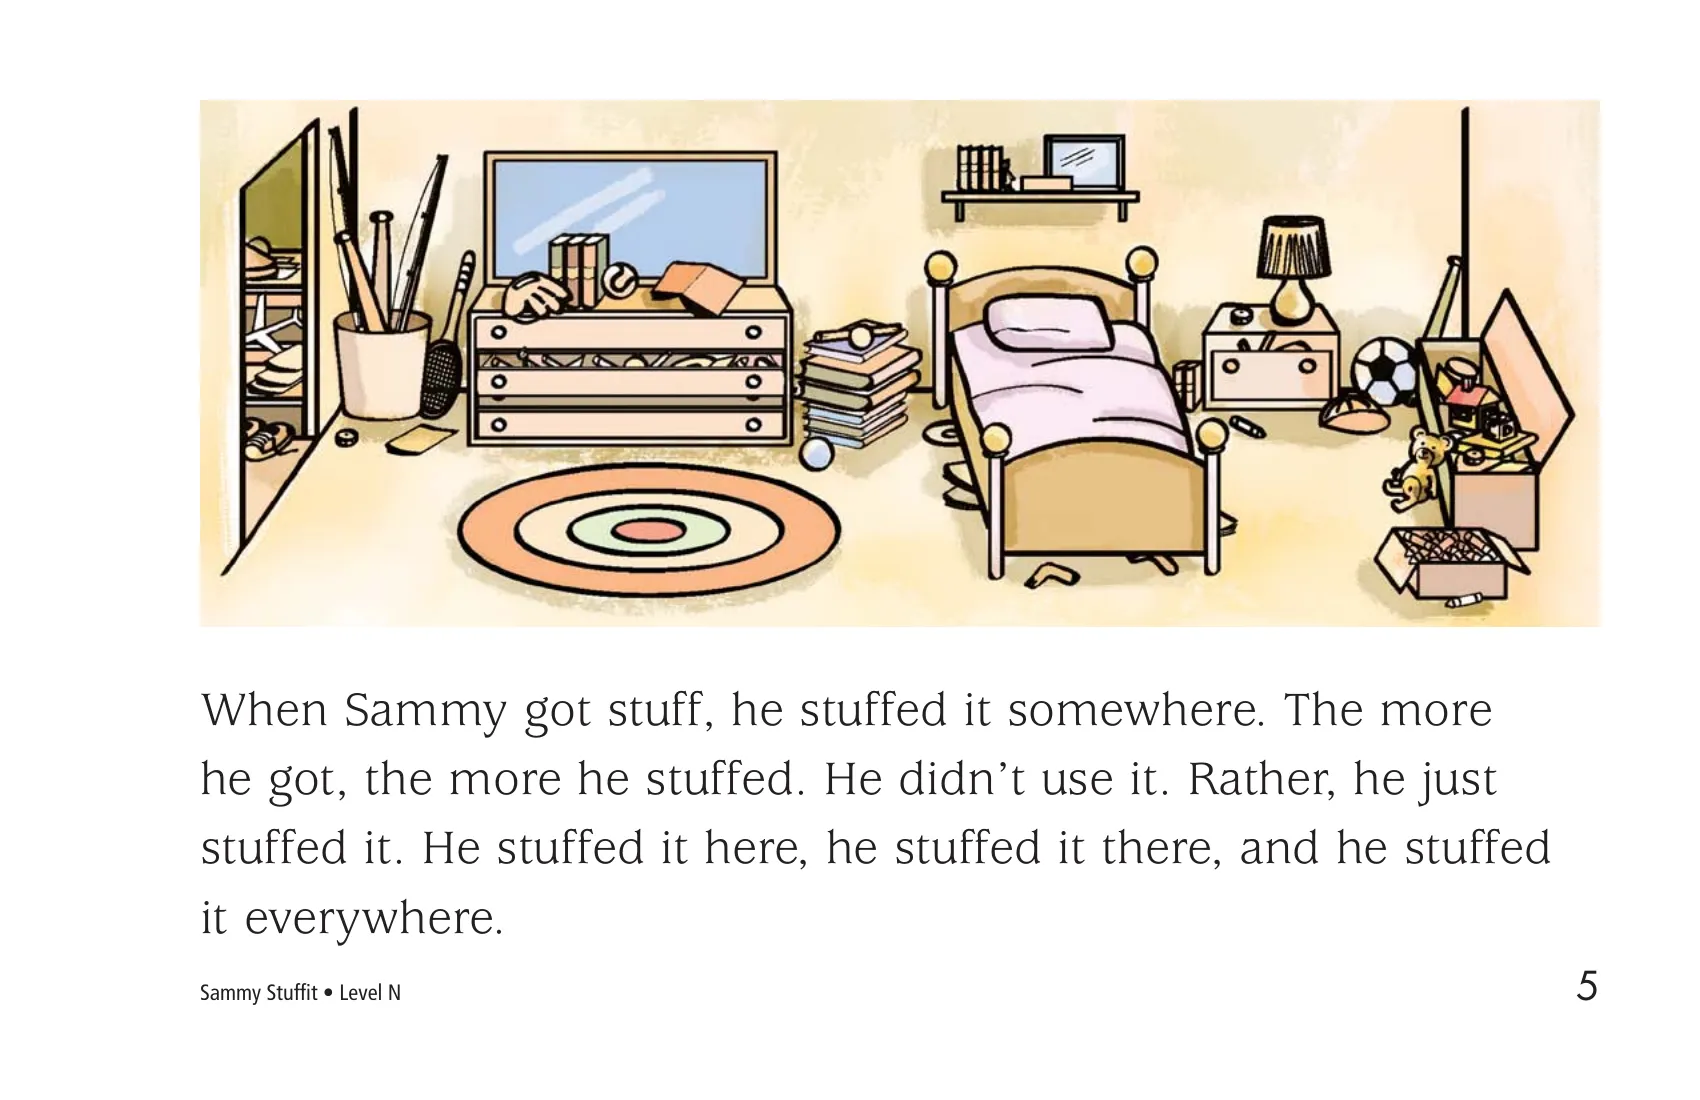 When Sammy got stuff, he stuffed it somewhere. The more
he got, the more he stuffed. He didn’t use it. Rather, he just
stuffed it. He stuffed it here, he stuffed it there, and he stuffed
it everywhere.
Sammy Stuffit • Level N
5